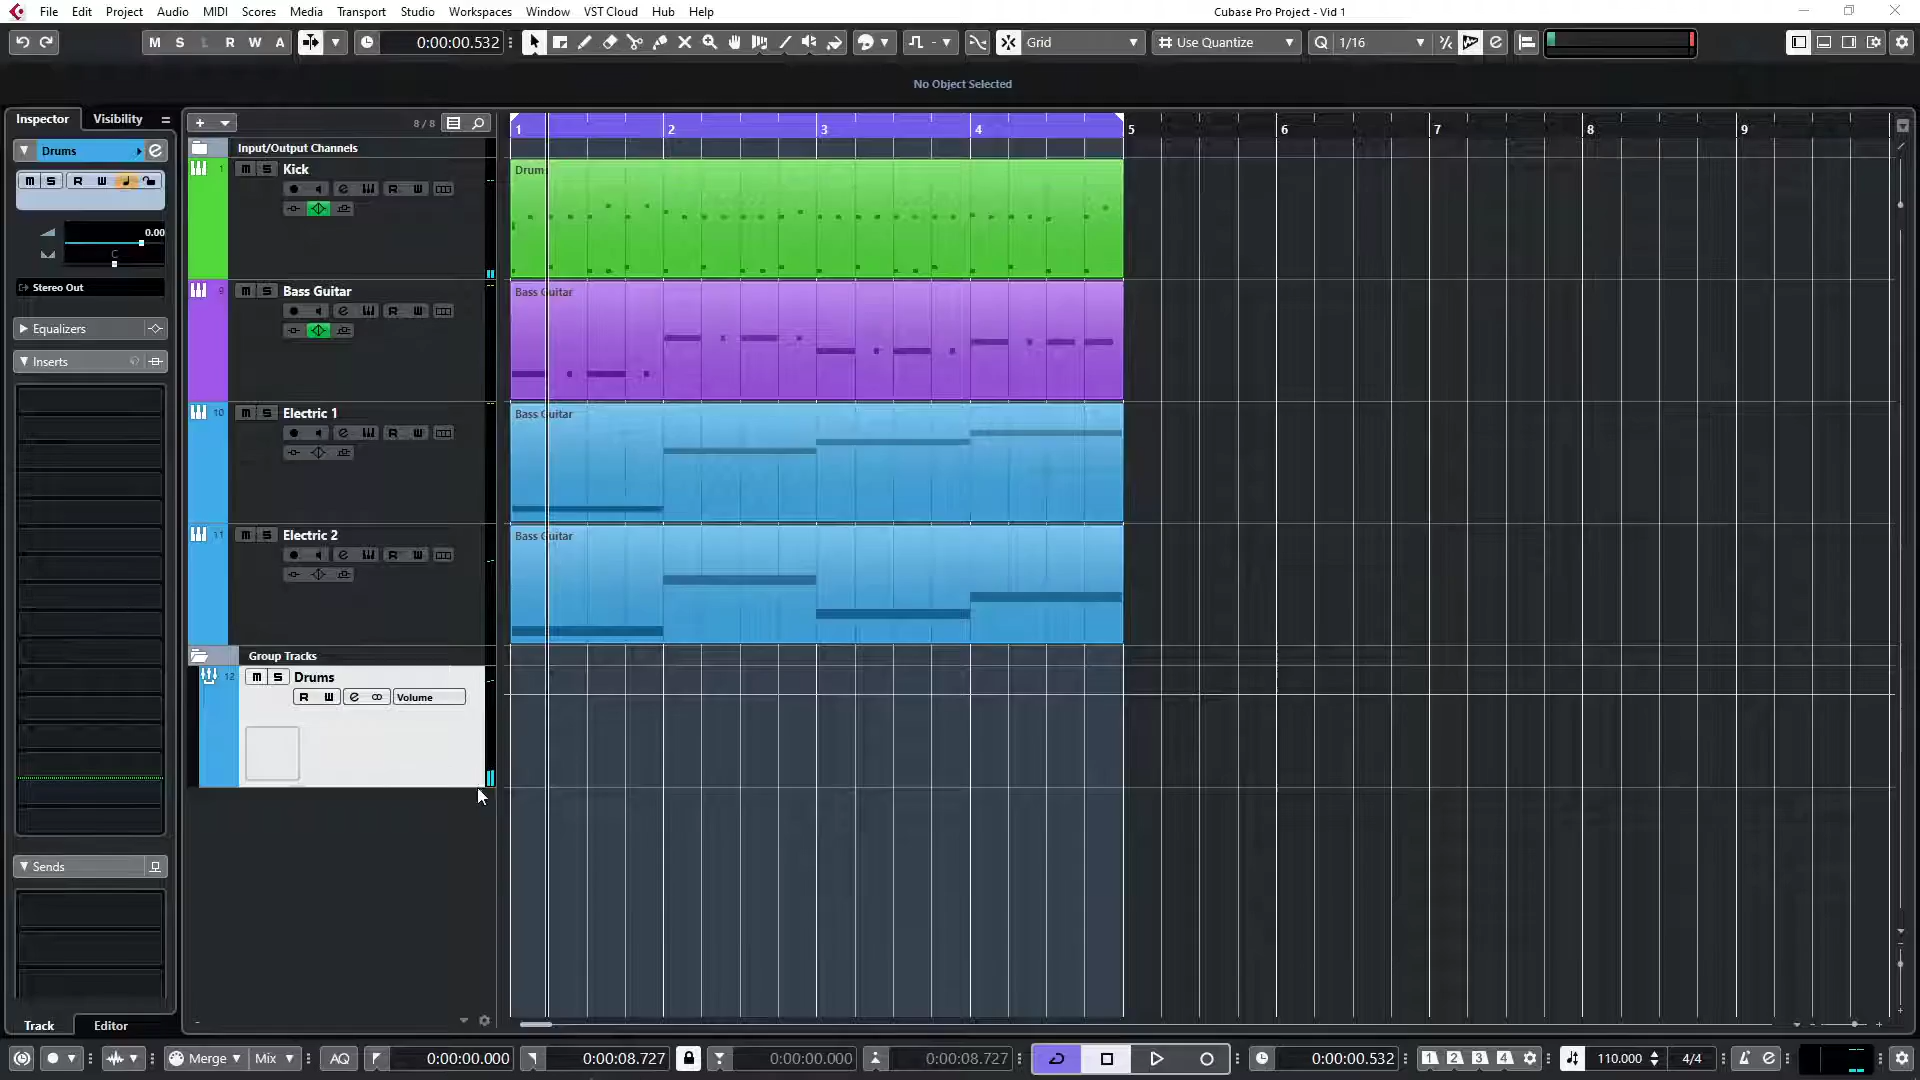 File Edit Project Audio MIDI Scores Media Transport Studio Workspaces Window VST Cloud Hub Help Cubase Pro Project - Vid 1
M S L R W A 0:00:00.532 Grid Use Quantize Q 1/16
No Object Selected
Inspector Visibility
+ 8 / 8 1 2 3 4 5 6 7 8 9
Drums
Input/Output Channels
1 m S Kick
R W
Drums
m S R W
0.00
C
Stereo Out
9 m S Bass Guitar
R W
Bass Guitar
Equalizers
Inserts
10 m S Electric 1
R W
Bass Guitar
11 m S Electric 2
R W
Bass Guitar
Group Tracks
12 m S Drums
R W e Volume
Sends
Track Editor
Merge Mix AQ 0:00:00.000 0:00:08.727 0:00:00.000 0:00:08.727 0:00:00.532 1 2 3 4 110.000 4/4